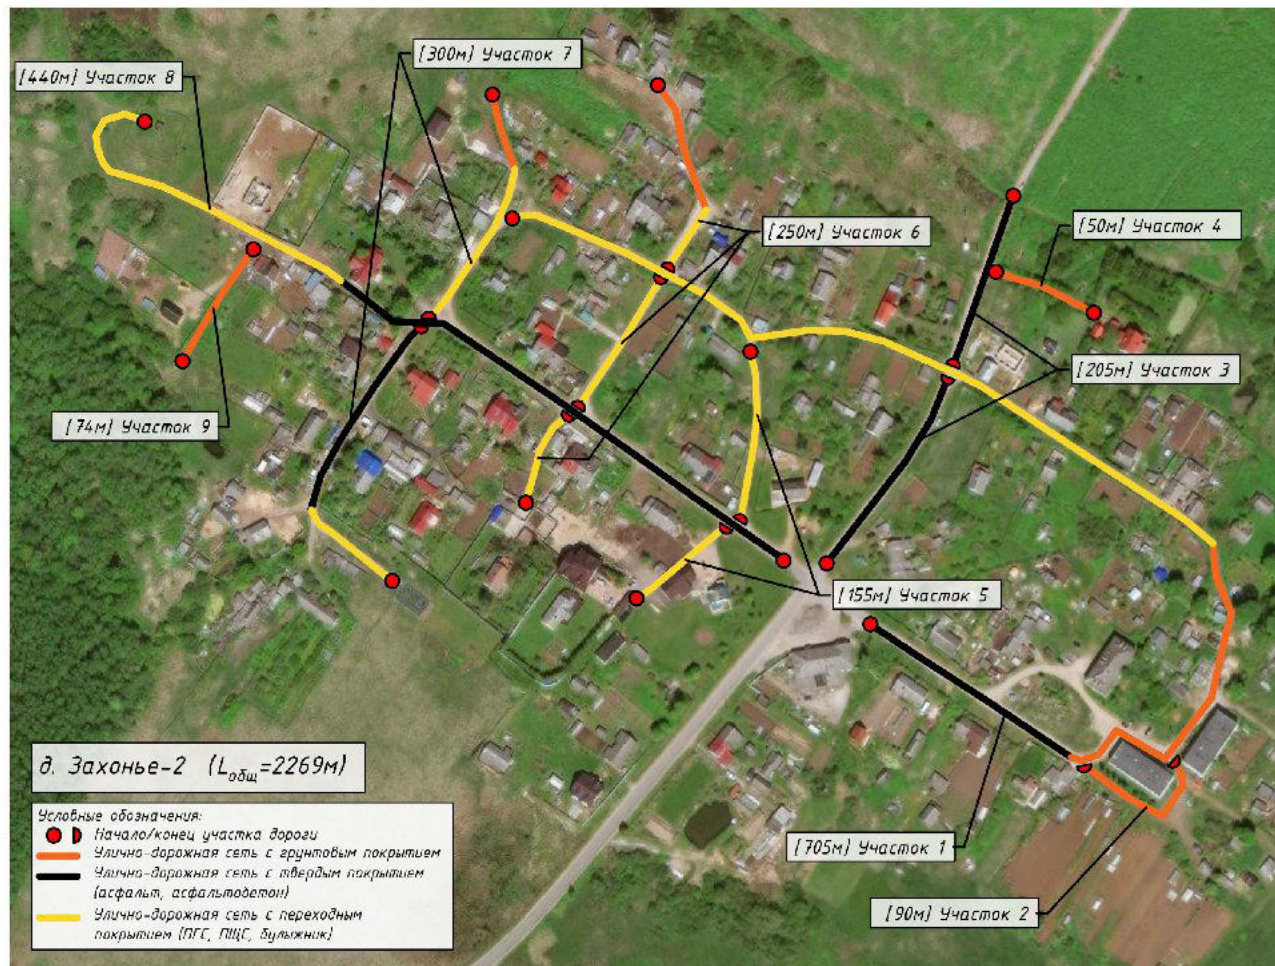 [300м] Участок 7
[440м] Участок 8
[250м] Участок 6
[50м] Участок 4
[205м] Участок 3
[74м] Участок 9
[155м] Участок 5
[705м] Участок 1
[90м] Участок 2
д. Захонье-2 (Lобщ=2269м)
Условные обозначения:
Начало/конец участка дороги
Улично-дорожная сеть с грунтовым покрытием
Улично-дорожная сеть с твердым покрытием
(асфальт, асфальтобетон)
Улично-дорожная сеть с переходным
покрытием (ПГС, ПЩС, булыжник)